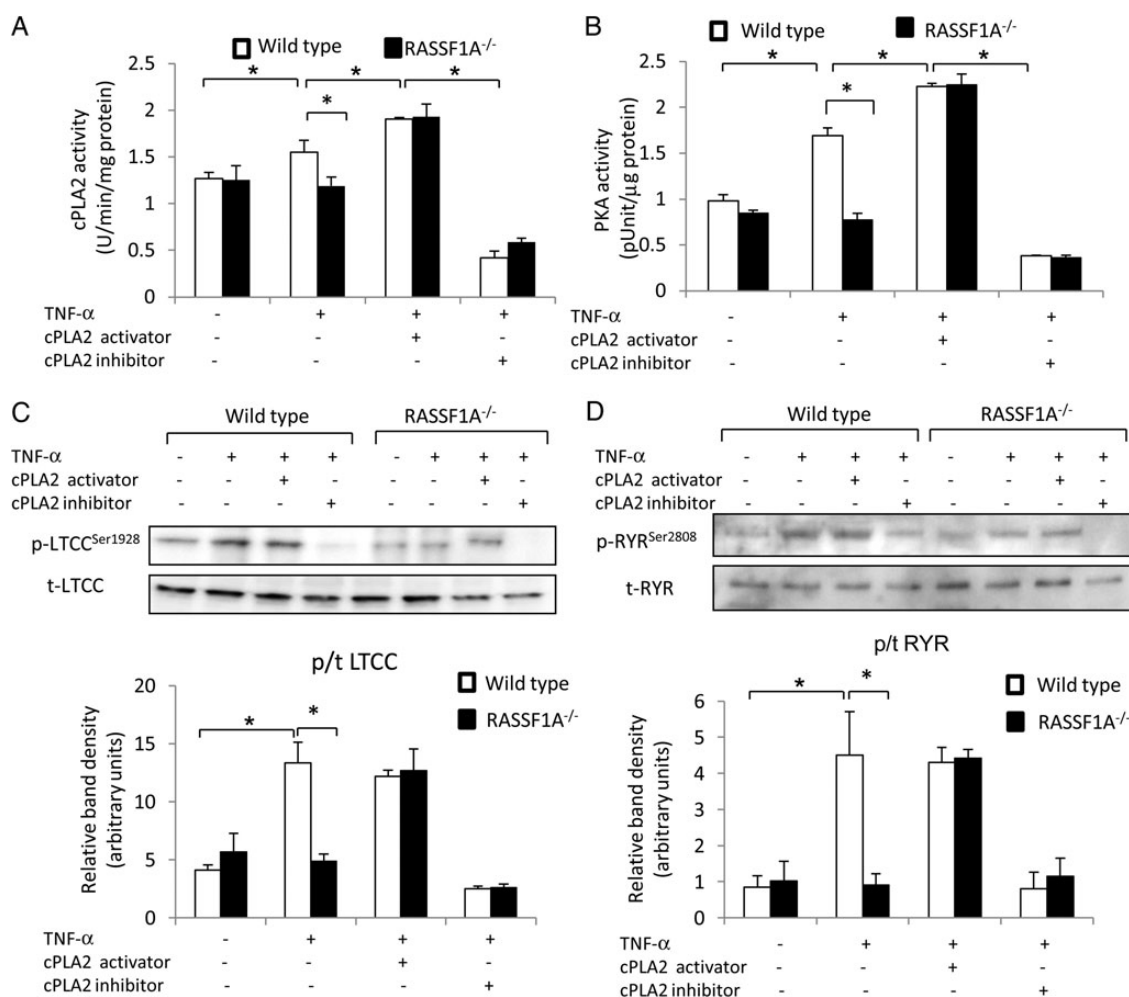 A
Wild type RASSF1A-/-
* * *
*
cPLA2 activity
(U/min/mg protein)
2.5
2
1.5
1
0.5
0
TNF-α - + + +
cPLA2 activator - - + -
cPLA2 inhibitor - - - +
B
Wild type RASSF1A-/-
* * *
*
PKA activity
(pUnit/µg protein)
2.5
2
1.5
1
0.5
0
TNF-α - + + +
cPLA2 activator - - + -
cPLA2 inhibitor - - - +
C
Wild type RASSF1A-/-
TNF-α - + + + - + + +
cPLA2 activator - - + - - - + -
cPLA2 inhibitor - - - + - - - +
p-LTCCSer1928
t-LTCC
p/t LTCC
Wild type
RASSF1A-/-
* *
Relative band density
(arbitrary units)
20
15
10
5
0
TNF-α - + + +
cPLA2 activator - - + -
cPLA2 inhibitor - - - +
D
Wild type RASSF1A-/-
TNF-α - + + + - + + +
cPLA2 activator - - + - - - + -
cPLA2 inhibitor - - - + - - - +
p-RYRSer2808
t-RYR
p/t RYR
Wild type
RASSF1A-/-
* *
Relative band density
(arbitrary units)
6
5
4
3
2
1
0
TNF-α - + + +
cPLA2 activator - - + -
cPLA2 inhibitor - - - +